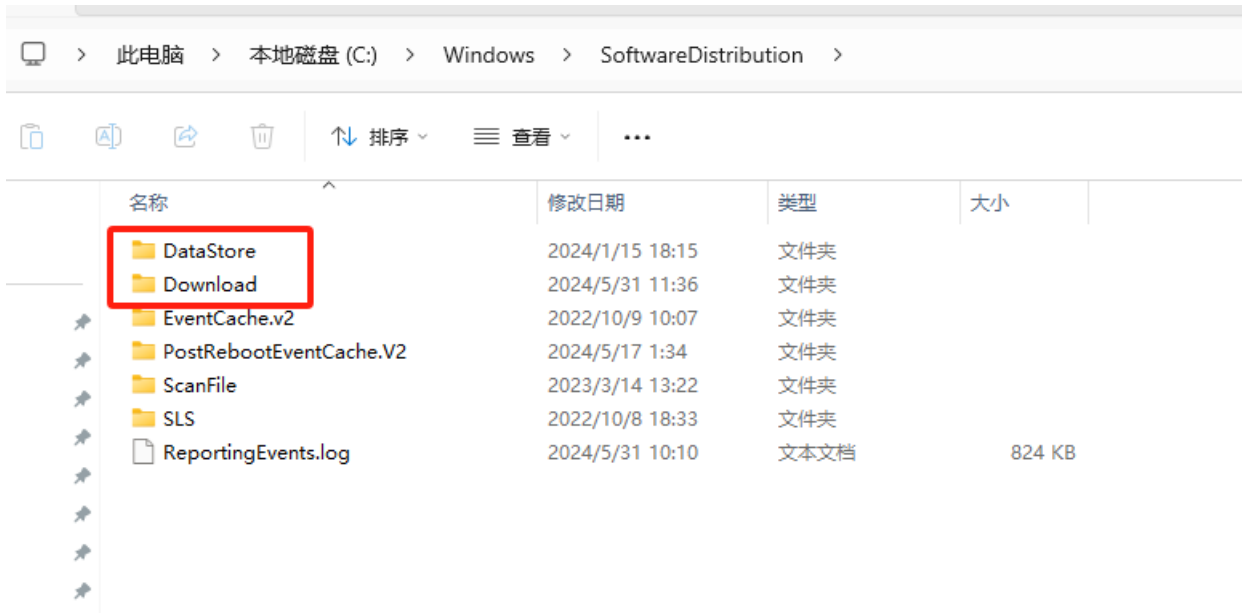 此电脑 > 本地磁盘 (C:) > Windows > SoftwareDistribution >
排序 查看 ...
名称 修改日期 类型 大小
DataStore 2024/1/15 18:15 文件夹
Download 2024/5/31 11:36 文件夹
EventCache.v2 2022/10/9 10:07 文件夹
PostRebootEventCache.V2 2024/5/17 1:34 文件夹
ScanFile 2023/3/14 13:22 文件夹
SLS 2022/10/8 18:33 文件夹
ReportingEvents.log 2024/5/31 10:10 文本文档 824 KB